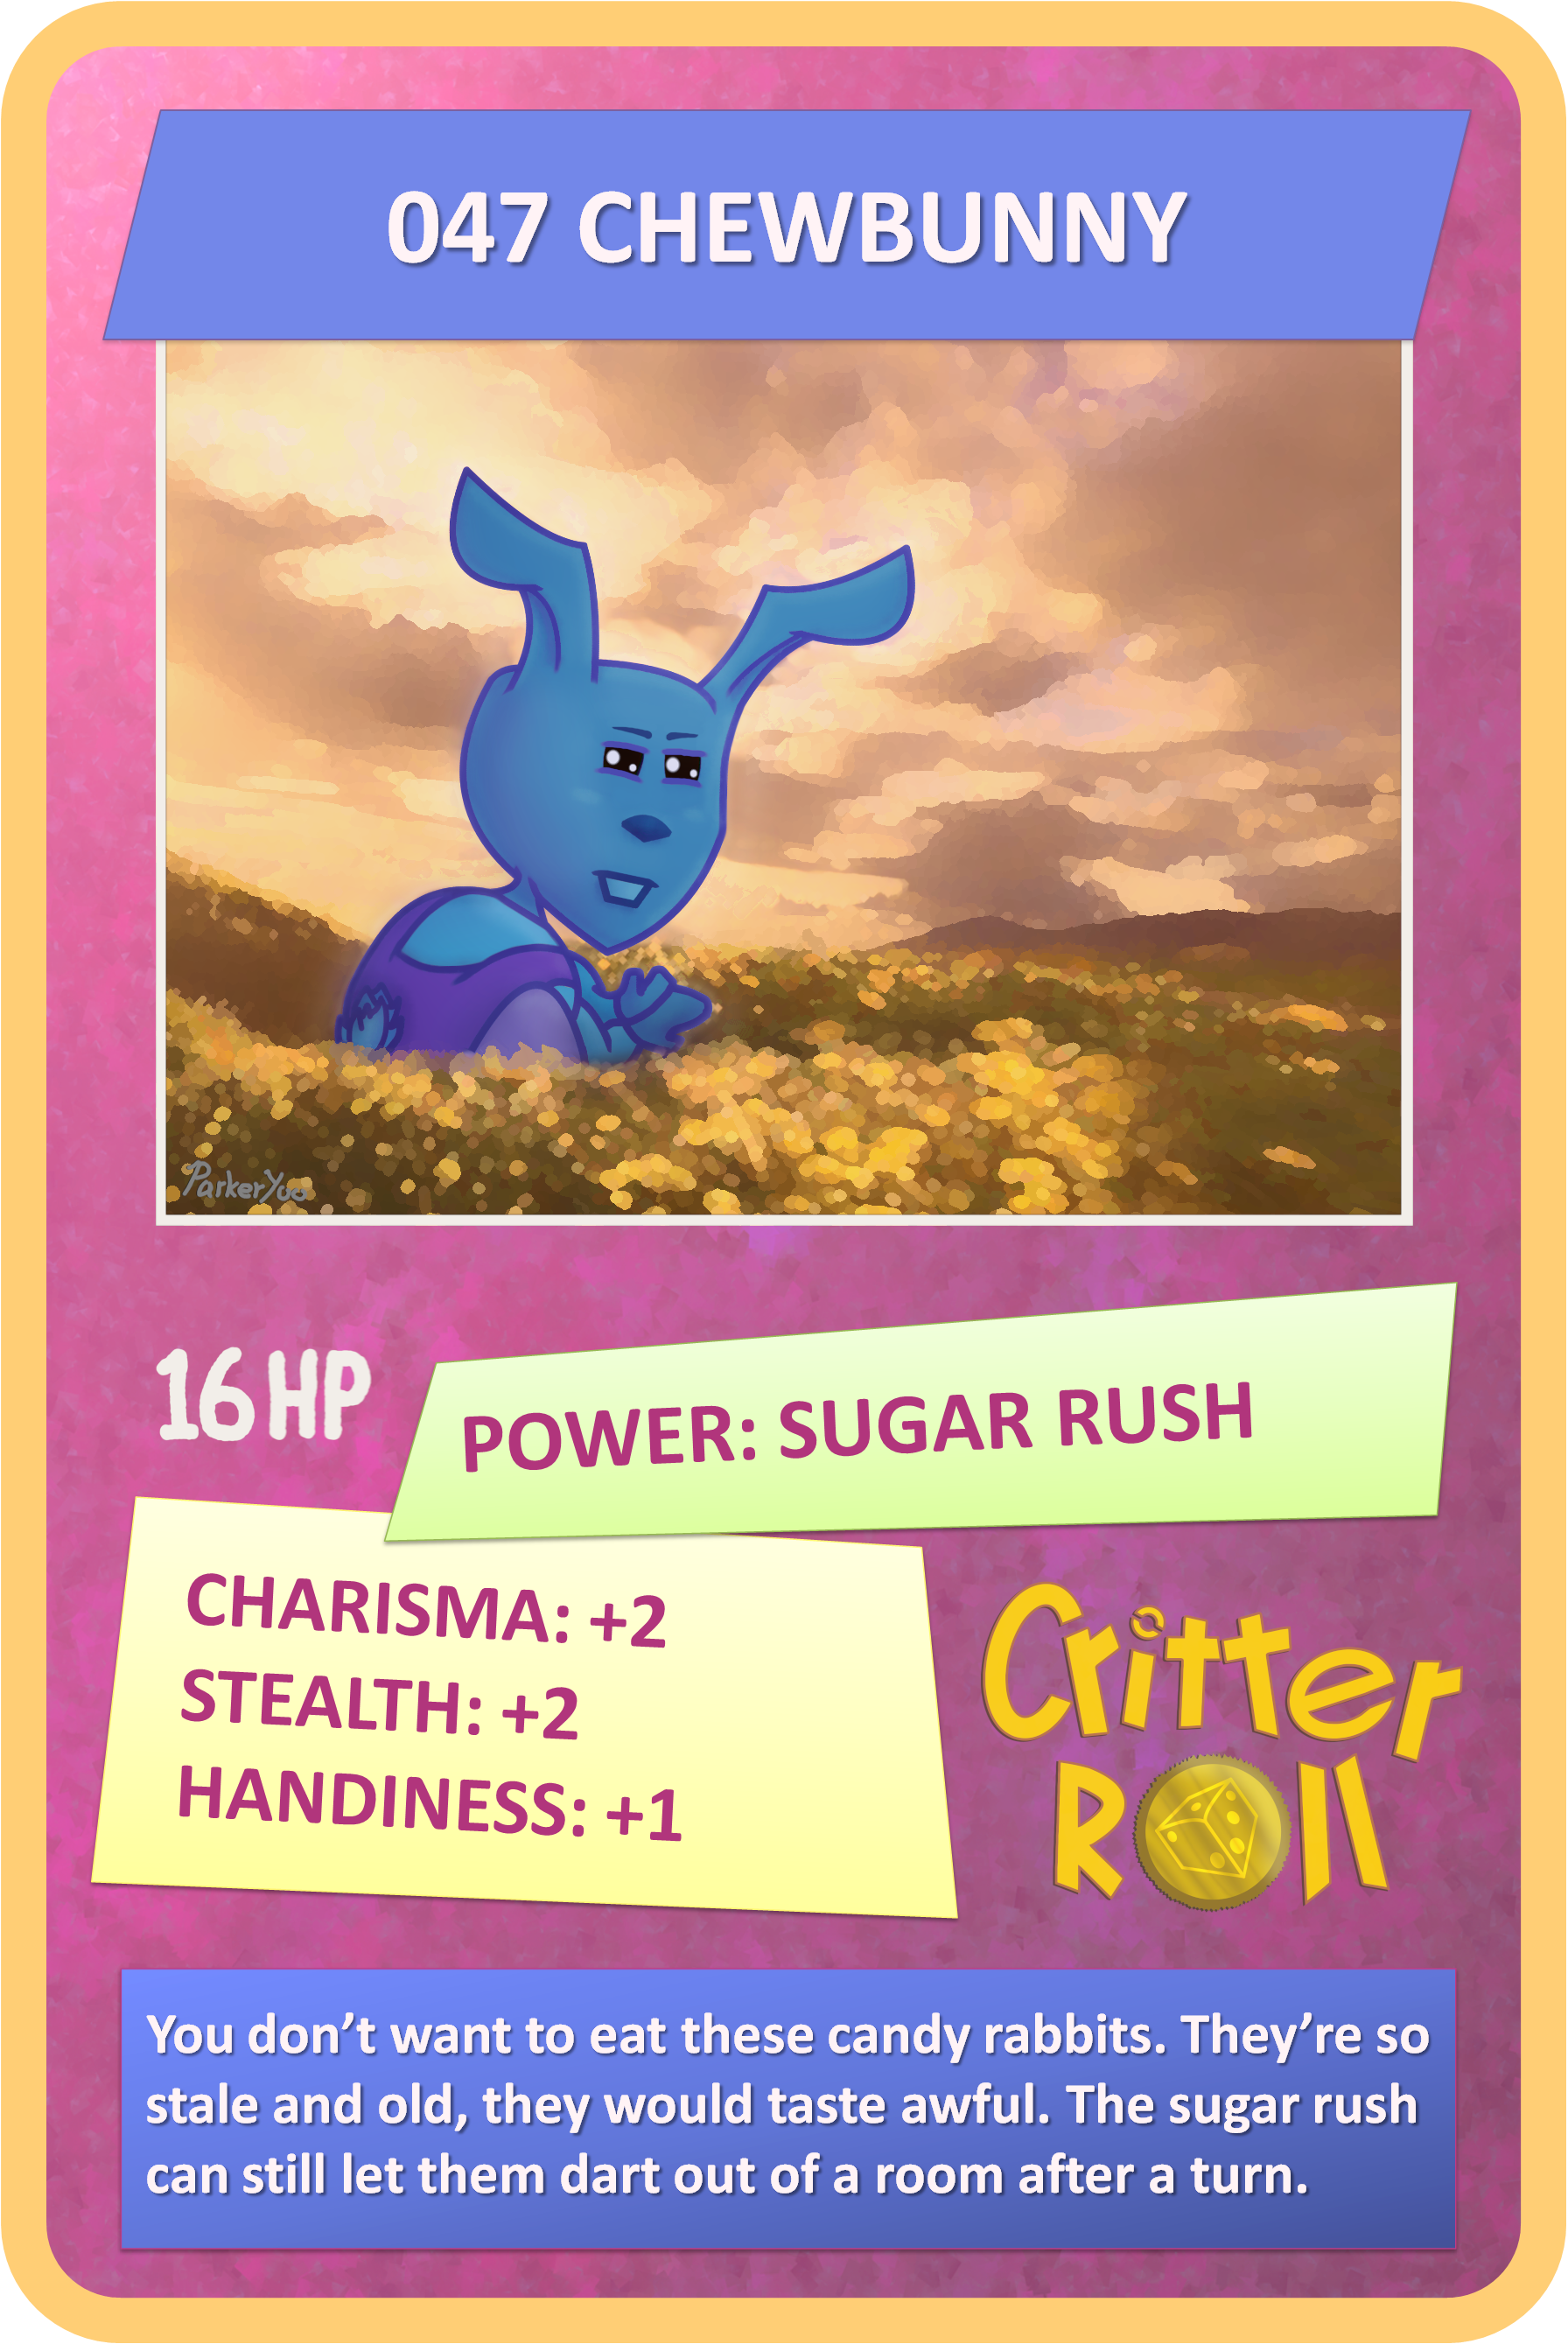 047 CHEWBUNNY
16 HP
POWER: SUGAR RUSH
CHARISMA: +2
STEALTH: +2
HANDINESS: +1
Critter
Roll
You don’t want to eat these candy rabbits. They’re so
stale and old, they would taste awful. The sugar rush
can still let them dart out of a room after a turn.